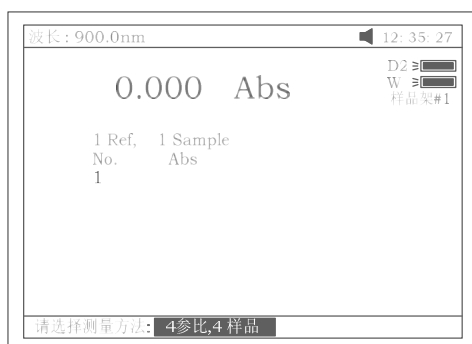 波长: 900.0nm 12: 35: 27
D2
0.000 Abs
W
样品架#1
1 Ref, 1 Sample
No. Abs
1
请选择测量方法: 4参比,4 样品